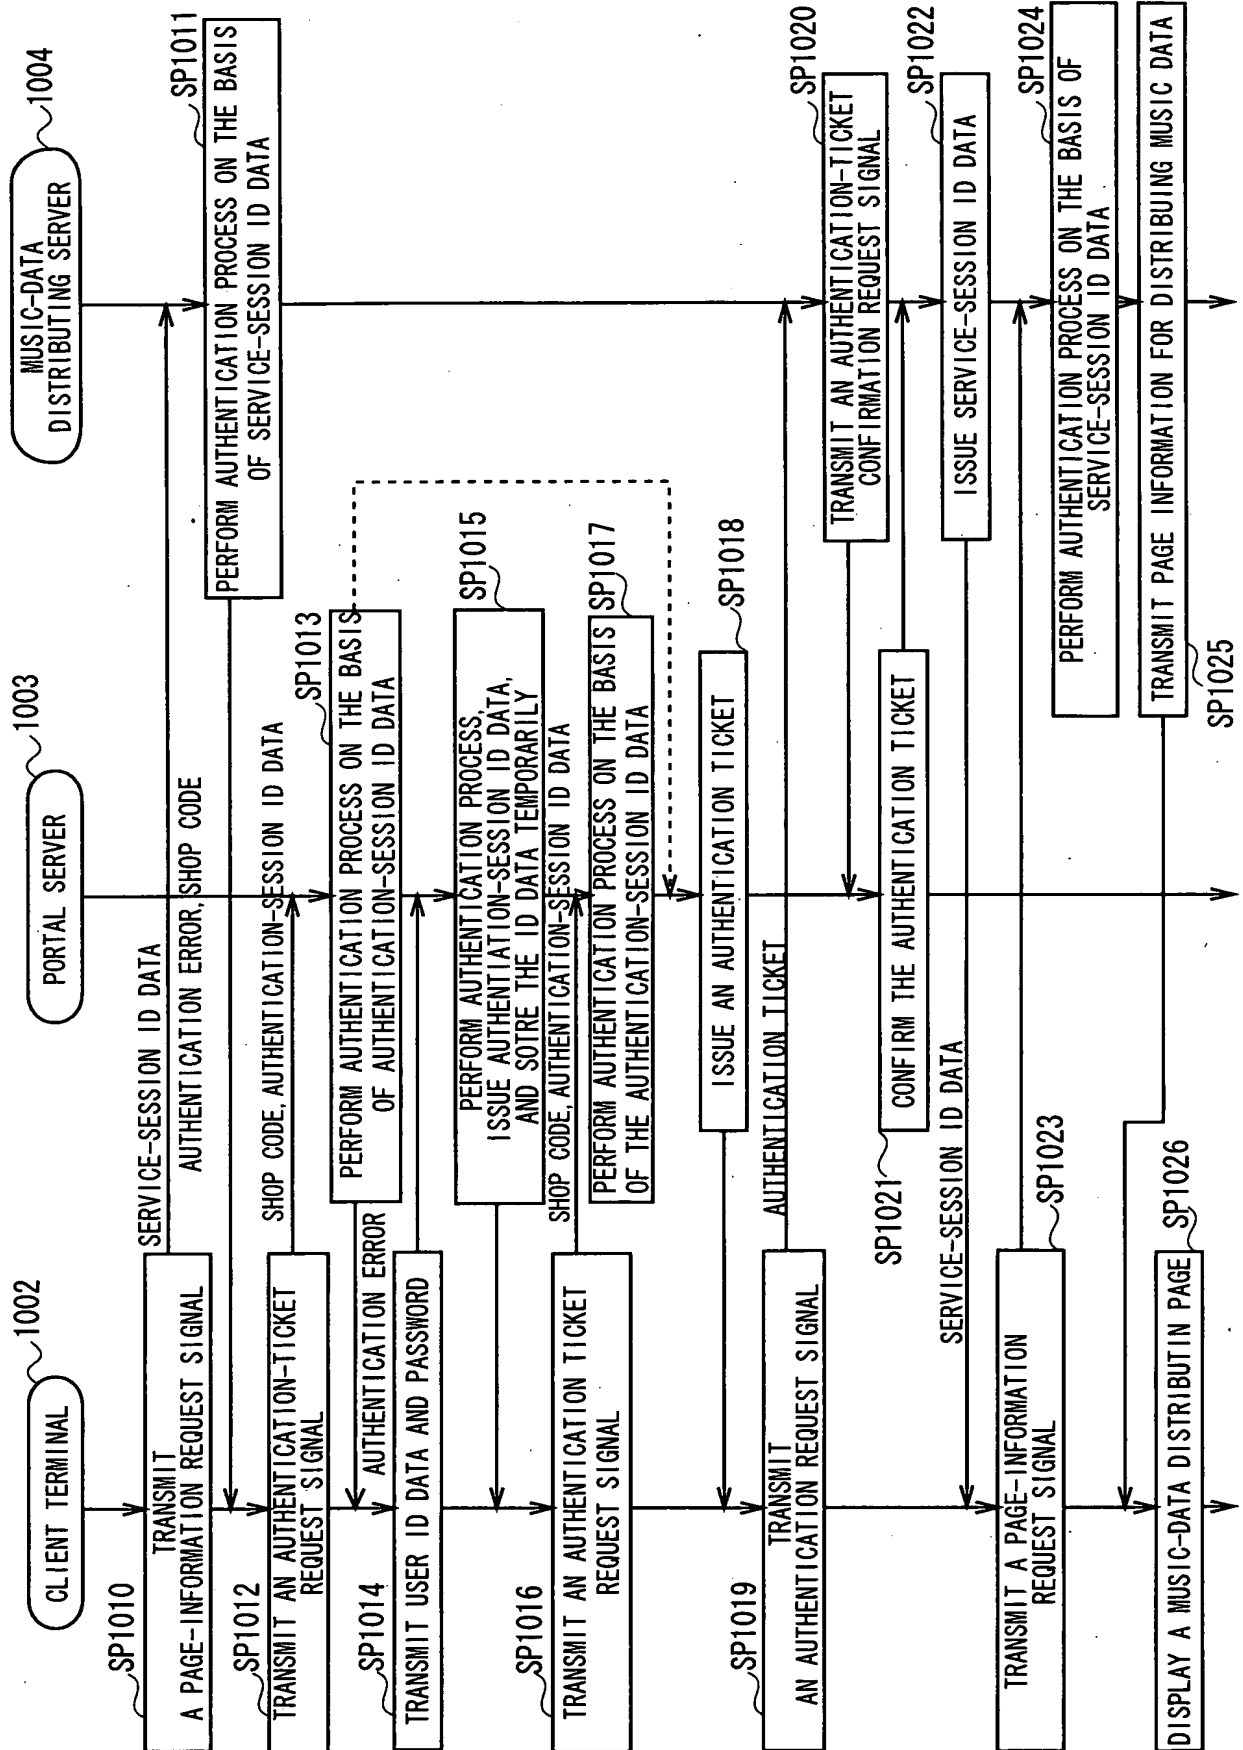 CLIENT TERMINAL
1002
PORTAL SERVER
1003
MUSIC-DATA
DISTRIBUTING SERVER
1004
SP1010
TRANSMIT
A PAGE-INFORMATION REQUEST SIGNAL
SERVICE-SESSION ID DATA
SP1011
PERFORM AUTHENTICATION PROCESS ON THE BASIS
OF SERVICE-SESSION ID DATA
AUTHENTICATION ERROR, SHOP CODE
SP1012
TRANSMIT AN AUTHENTICATION-TICKET
REQUEST SIGNAL
SHOP CODE, AUTHENTICATION-SESSION ID DATA
SP1013
PERFORM AUTHENTICATION PROCESS ON THE BASIS
OF AUTHENTICATION-SESSION ID DATA
AUTHENTICATION ERROR
SP1014
TRANSMIT USER ID DATA AND PASSWORD
SP1015
PERFORM AUTHENTICATION PROCESS,
ISSUE AUTHENTIATION-SESSION ID DATA,
AND SOTRE THE ID DATA TEMPORARILY
SP1016
TRANSMIT AN AUTHENTICATION TICKET
REQUEST SIGNAL
SHOP CODE, AUTHENTICATION-SESSION ID DATA
SP1017
PERFORM AUTHENTICATION PROCESS ON THE BASIS
OF THE AUTHENTICATION-SESSION ID DATA
SP1018
ISSUE AN AUTHENTICATION TICKET
SP1019
TRANSMIT
AN AUTHENTICATION REQUEST SIGNAL
AUTHENTICATION TICKET
SP1020
TRANSMIT AN AUTHENTICATION-TICKET
CONFIRMATION REQUEST SIGNAL
SP1021
CONFIRM THE AUTHENTICATION TICKET
SP1022
ISSUE SERVICE-SESSION ID DATA
SERVICE-SESSION ID DATA
SP1023
TRANSMIT A PAGE-INFORMATION
REQUEST SIGNAL
SP1024
PERFORM AUTHENTICATION PROCESS ON THE BASIS OF
SERVICE-SESSION ID DATA
TRANSMIT PAGE INFORMATION FOR DISTRIBUING MUSIC DATA
SP1025
SP1026
DISPLAY A MUSIC-DATA DISTRIBUTIN PAGE